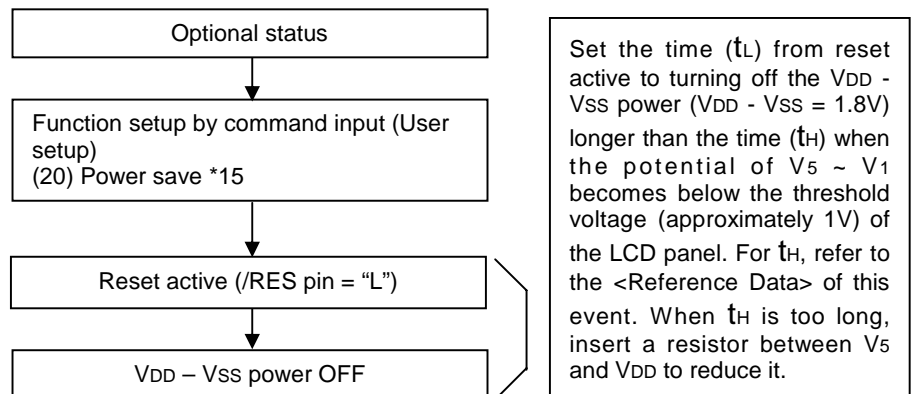 Optional status
Function setup by command input (User
setup)
(20) Power save *15
Reset active (/RES pin = “L”)
VDD – VSS power OFF
Set the time (tL) from reset
active to turning off the VDD -
VSS power (VDD - VSS = 1.8V)
longer than the time (tH) when
the potential of V5 ~ V1
becomes below the threshold
voltage (approximately 1V) of
the LCD panel. For tH, refer to
the <Reference Data> of this
event. When tH is too long,
insert a resistor between V5
and VDD to reduce it.